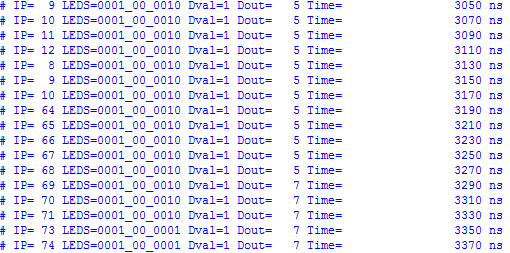 # IP=  9 LEDS=0001_00_0010 Dval=1 Dout=   5 Time=                3050 ns
# IP= 10 LEDS=0001_00_0010 Dval=1 Dout=   5 Time=                3070 ns
# IP= 11 LEDS=0001_00_0010 Dval=1 Dout=   5 Time=                3090 ns
# IP= 12 LEDS=0001_00_0010 Dval=1 Dout=   5 Time=                3110 ns
# IP=  8 LEDS=0001_00_0010 Dval=1 Dout=   5 Time=                3130 ns
# IP=  9 LEDS=0001_00_0010 Dval=1 Dout=   5 Time=                3150 ns
# IP= 10 LEDS=0001_00_0010 Dval=1 Dout=   5 Time=                3170 ns
# IP= 64 LEDS=0001_00_0010 Dval=1 Dout=   5 Time=                3190 ns
# IP= 65 LEDS=0001_00_0010 Dval=1 Dout=   5 Time=                3210 ns
# IP= 66 LEDS=0001_00_0010 Dval=1 Dout=   5 Time=                3230 ns
# IP= 67 LEDS=0001_00_0010 Dval=1 Dout=   5 Time=                3250 ns
# IP= 68 LEDS=0001_00_0010 Dval=1 Dout=   5 Time=                3270 ns
# IP= 69 LEDS=0001_00_0010 Dval=1 Dout=   7 Time=                3290 ns
# IP= 70 LEDS=0001_00_0010 Dval=1 Dout=   7 Time=                3310 ns
# IP= 71 LEDS=0001_00_0010 Dval=1 Dout=   7 Time=                3330 ns
# IP= 73 LEDS=0001_00_0001 Dval=1 Dout=   7 Time=                3350 ns
# IP= 74 LEDS=0001_00_0001 Dval=1 Dout=   7 Time=                3370 ns